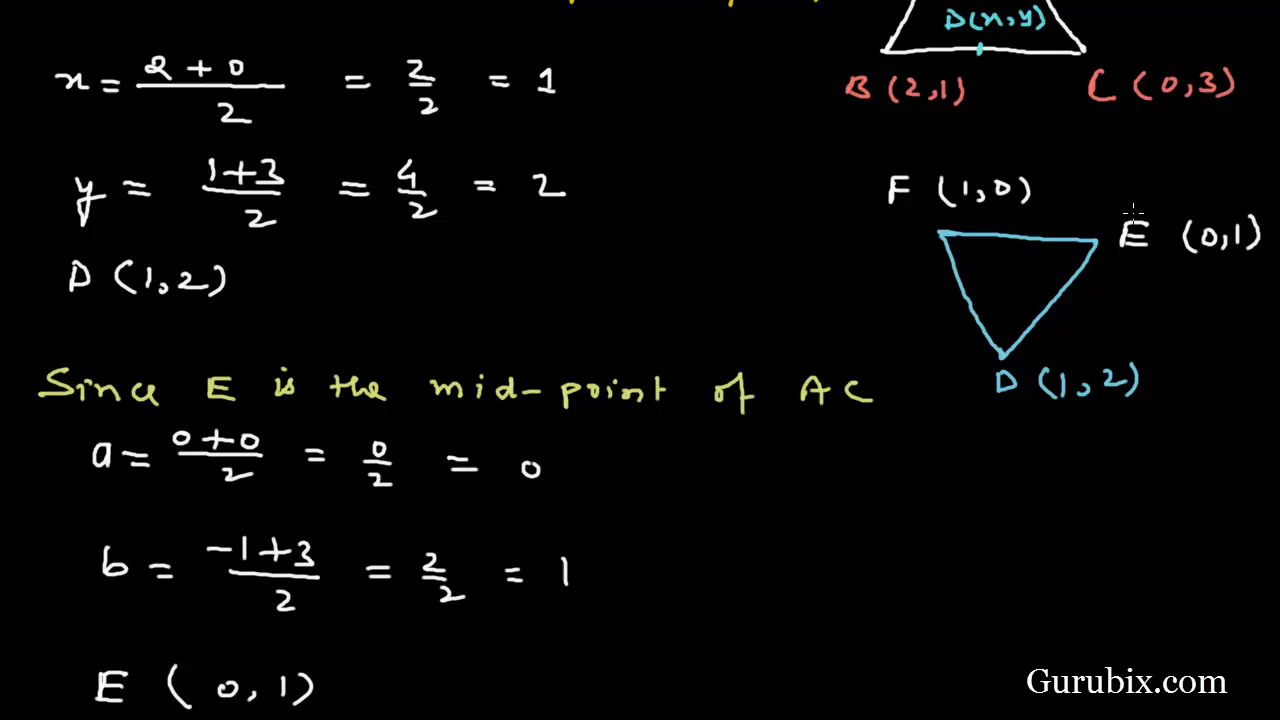 D(x,y)
B (2,1) C (0,3)
x = 2+0/2 = 2/2 = 1
y = 1+3/2 = 4/2 = 2
D (1,2)
F (1,0)
E (0,1)
D (1,2)
Since E is the mid-point of AC
a = 0+0/2 = 0/2 = 0
b = -1+3/2 = 2/2 = 1
E (0,1)
Gurubix.com